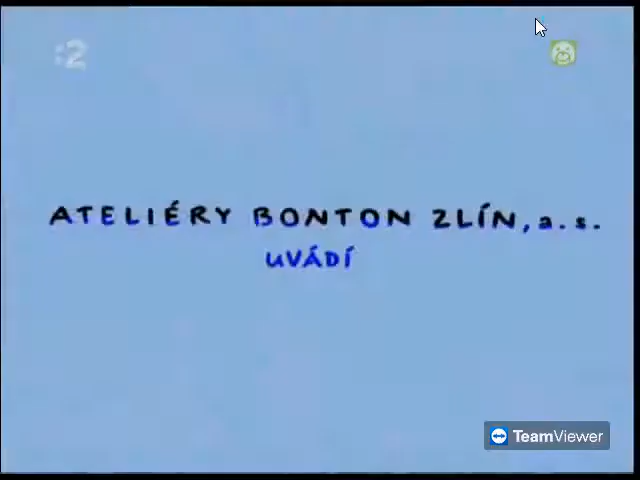 :2
ATELIÉRY BONTON ZLÍN, a. s.
UVÁDÍ
TeamViewer